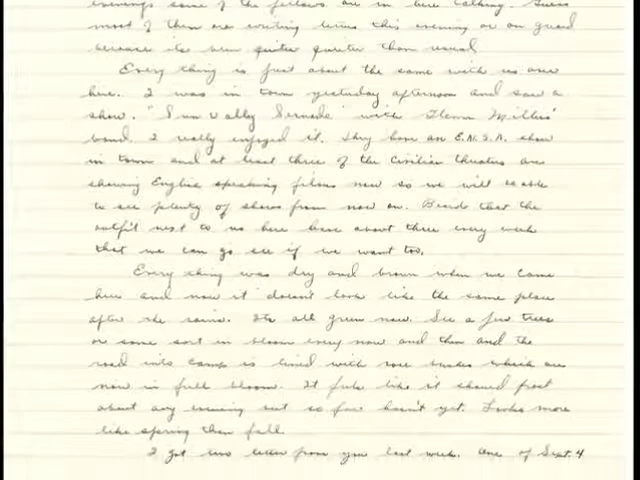 evenings some of the fellows are in here talking. Guess
most of them are writing letters this evening or on guard
because its been quiter quieter than usual
Every thing is just about the same with us over
here. I was in town yesterday afternoon and saw a
show. "Sun Vally Serenade" with Glenn Millers'
band. I really enjoyed it. They have an E.N.S.A. show
in town and at least three of the civilian theaters are
showing English speaking films now so we will be able
to see plenty of shows from now on. Beside that the
outfit next to us here have about three every week
that we can go see if we want too.
Every thing was dry and brown when we came
here and now it doesn't look like the same place
after the rains. Its all green now. See a few trees
or some sort in bloom every now and then and the
road into camp is lined with rose bushes which are
now in full bloom. It feels like it should frost
about any evening but so far hasn't yet. Looks more
like spring than fall.
I got two letter from you last week. One of Sept. 4